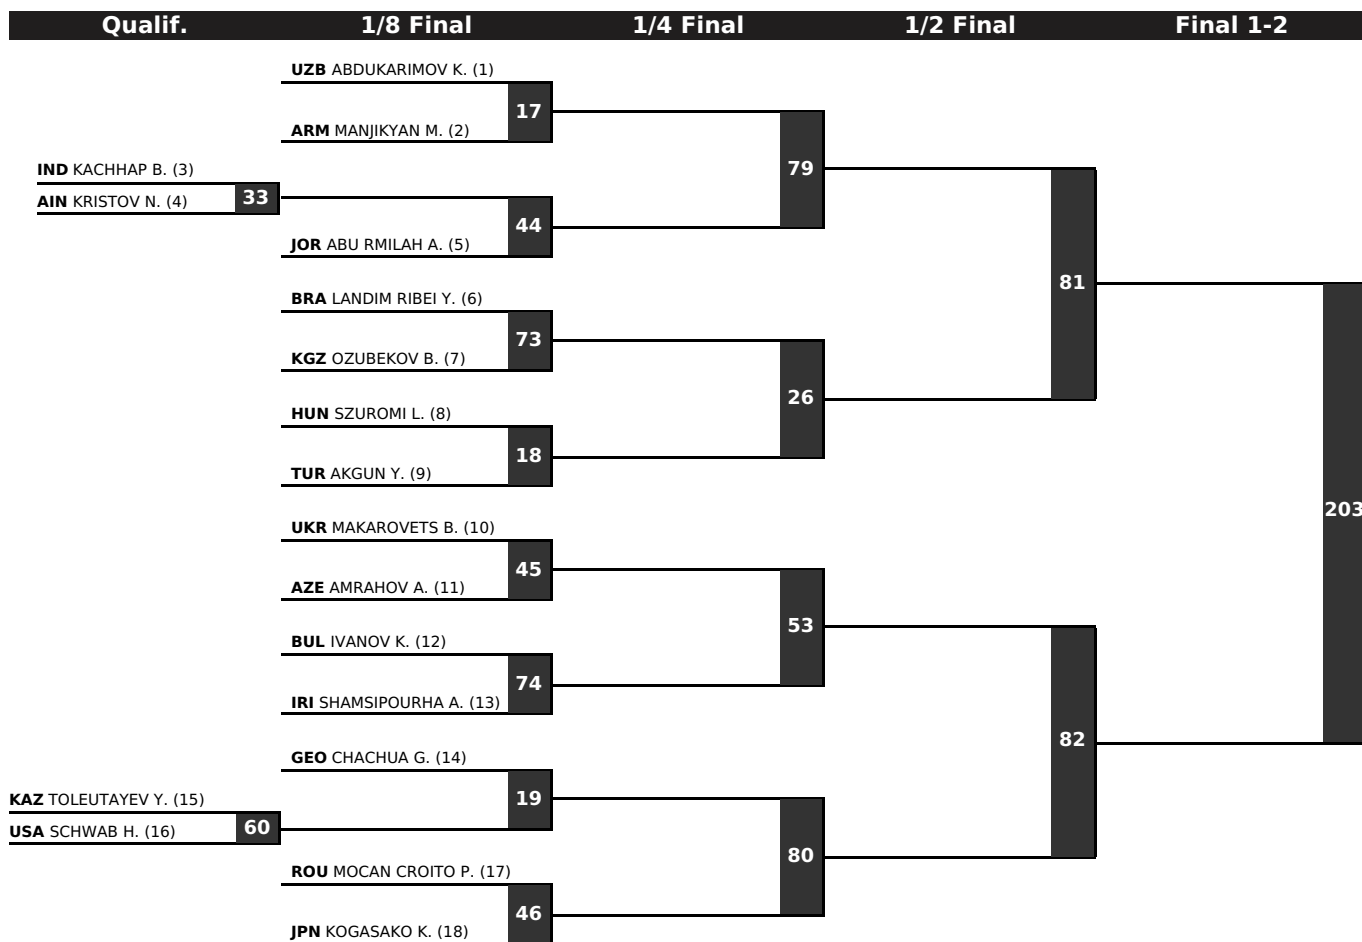 Qualif. 1/8 Final 1/4 Final 1/2 Final Final 1-2
UZB ABDUKARIMOV K. (1)
17
ARM MANJIKYAN M. (2)
IND KACHHAP B. (3)
79
AIN KRISTOV N. (4) 33
44
JOR ABU RMILAH A. (5)
81
BRA LANDIM RIBEI Y. (6)
73
KGZ OZUBEKOV B. (7)
26
HUN SZUROMI L. (8)
18
TUR AKGUN Y. (9)
203
UKR MAKAROVETS B. (10)
45
AZE AMRAHOV A. (11)
53
BUL IVANOV K. (12)
74
IRI SHAMSIPOURHA A. (13)
82
GEO CHACHUA G. (14)
19
KAZ TOLEUTAYEV Y. (15)
USA SCHWAB H. (16) 60
80
ROU MOCAN CROITO P. (17)
46
JPN KOGASAKO K. (18)